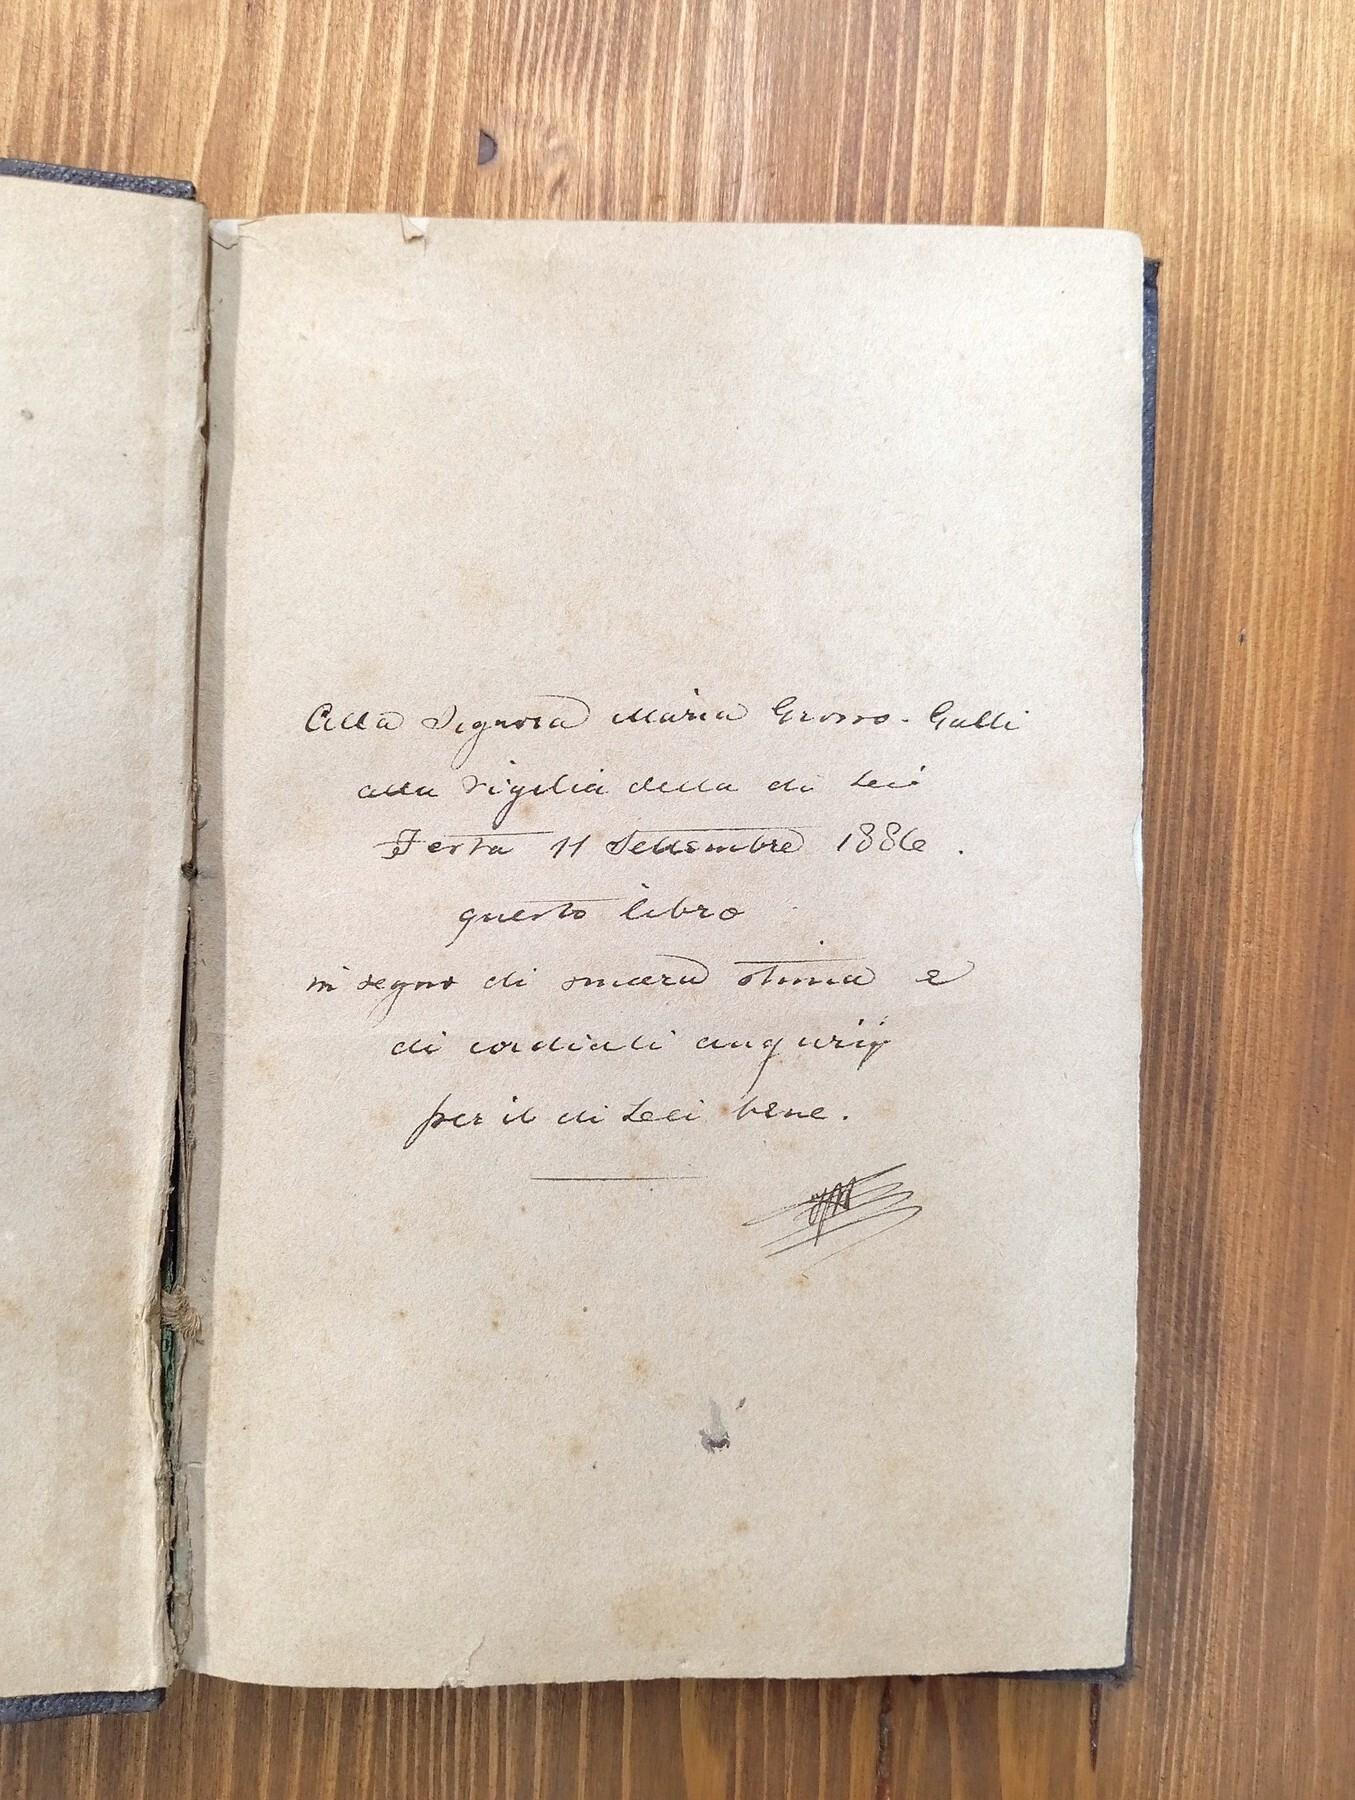 Alla Signora Maria Grosso-Galli
alla vigilia della di Lei
Festa 11 Settembre 1886.
questo libro
in segno di sincera stima e
di cordiali augurij
per il di Lei bene.